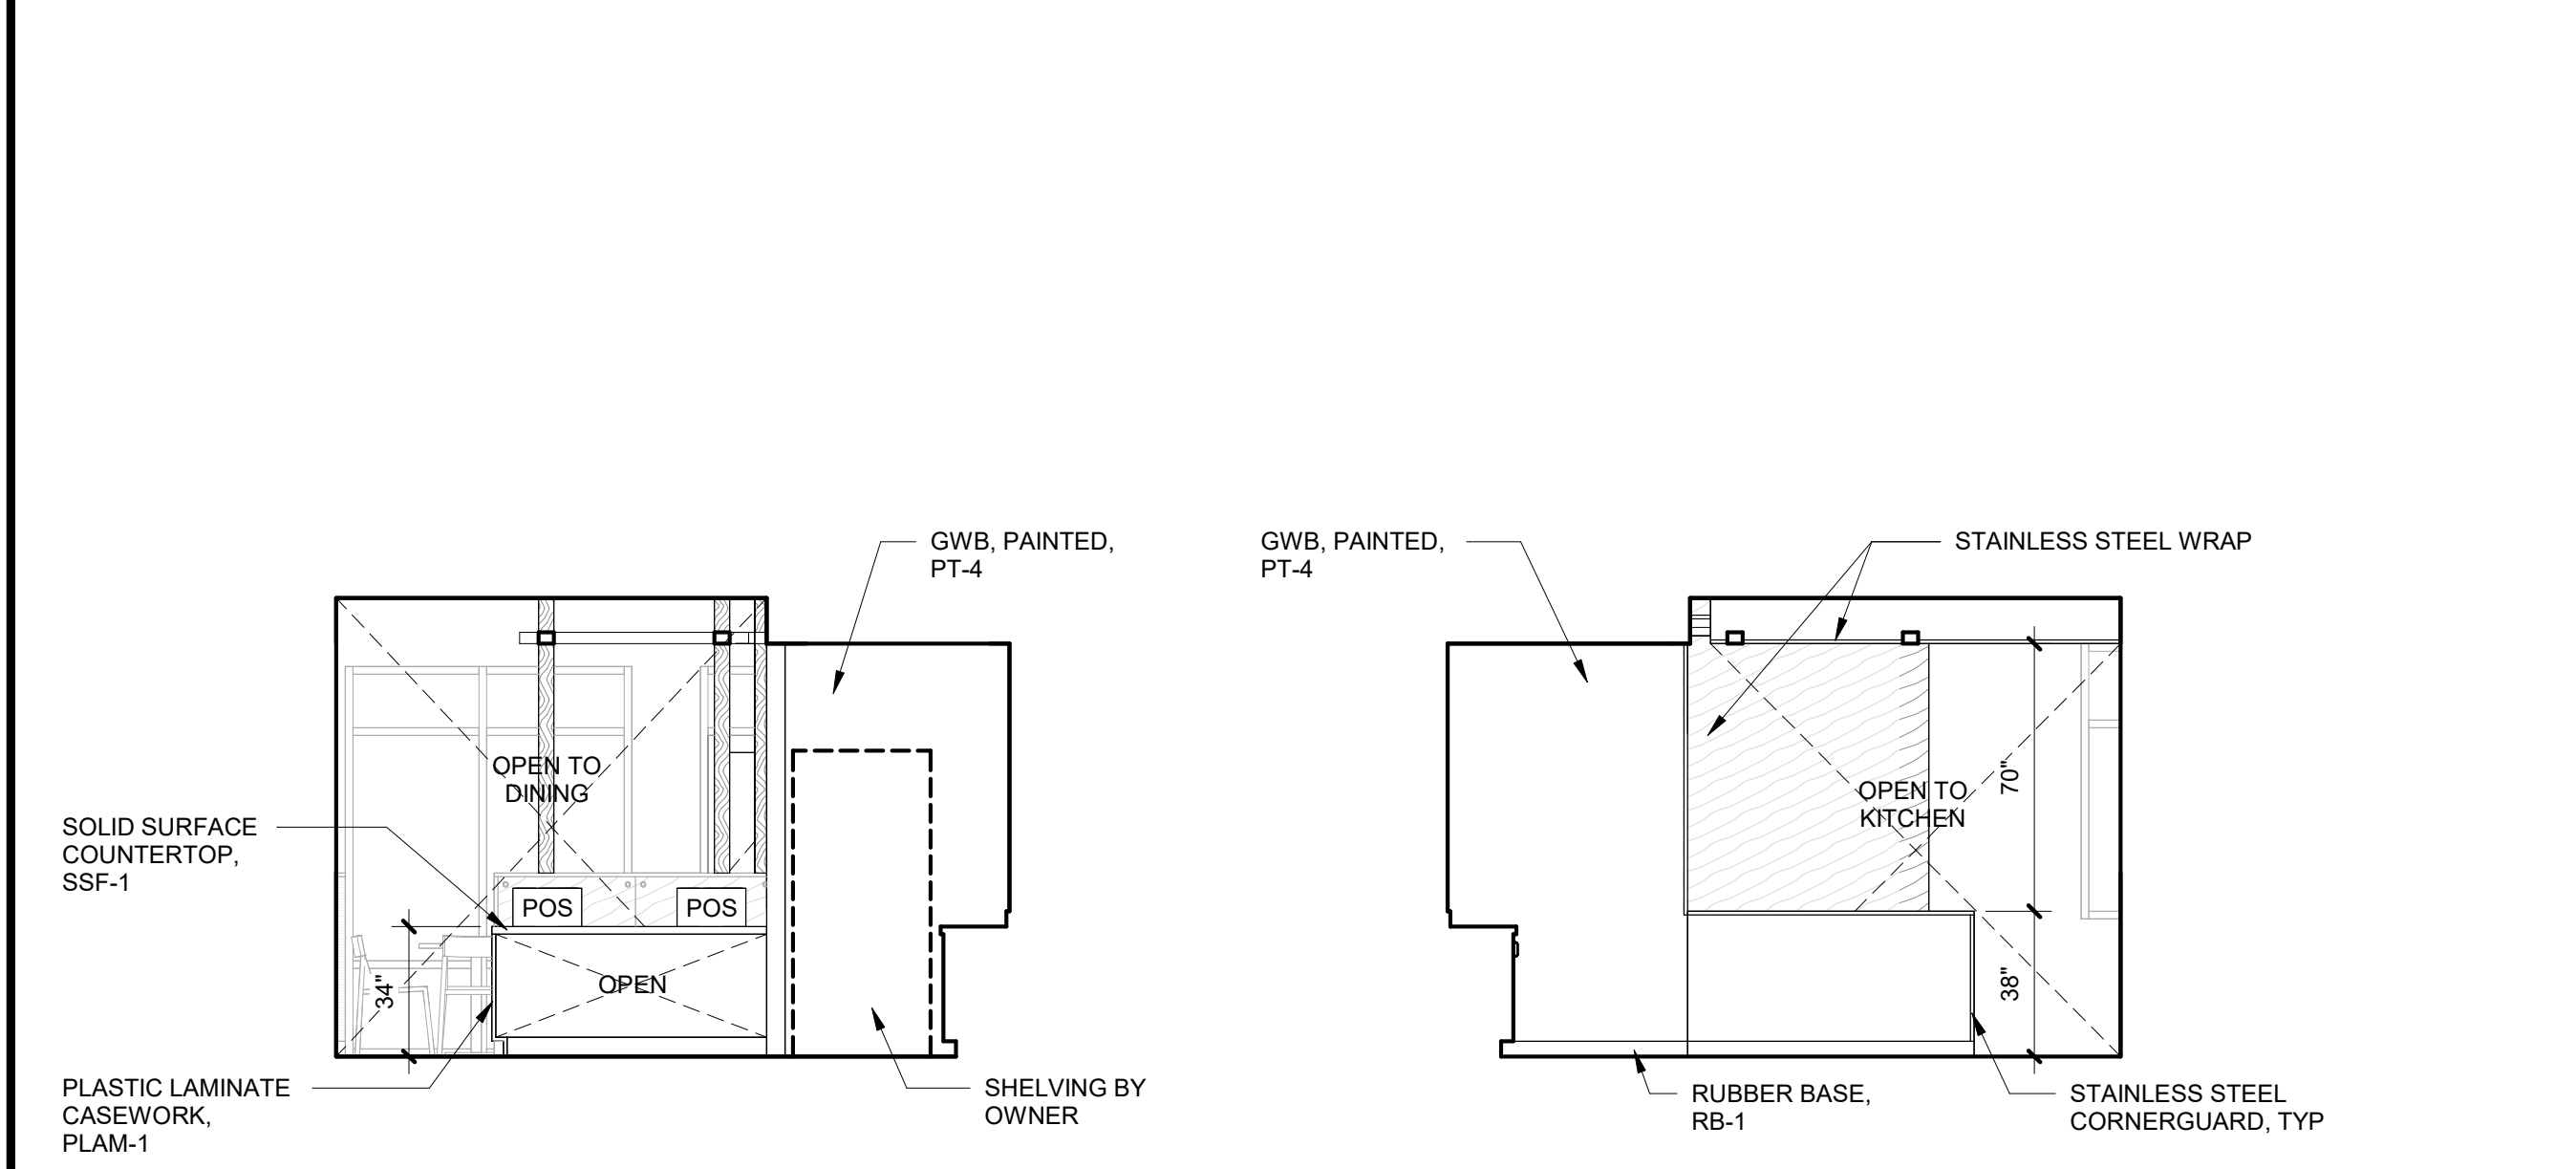 GWB, PAINTED,
PT-4
OPEN TO
DINING
SOLID SURFACE
COUNTERTOP,
SSF-1
POS
POS
34"
OPEN
PLASTIC LAMINATE
CASEWORK,
PLAM-1
SHELVING BY
OWNER
GWB, PAINTED,
PT-4
STAINLESS STEEL WRAP
70"
OPEN TO
KITCHEN
38"
RUBBER BASE,
RB-1
STAINLESS STEEL
CORNERGUARD, TYP